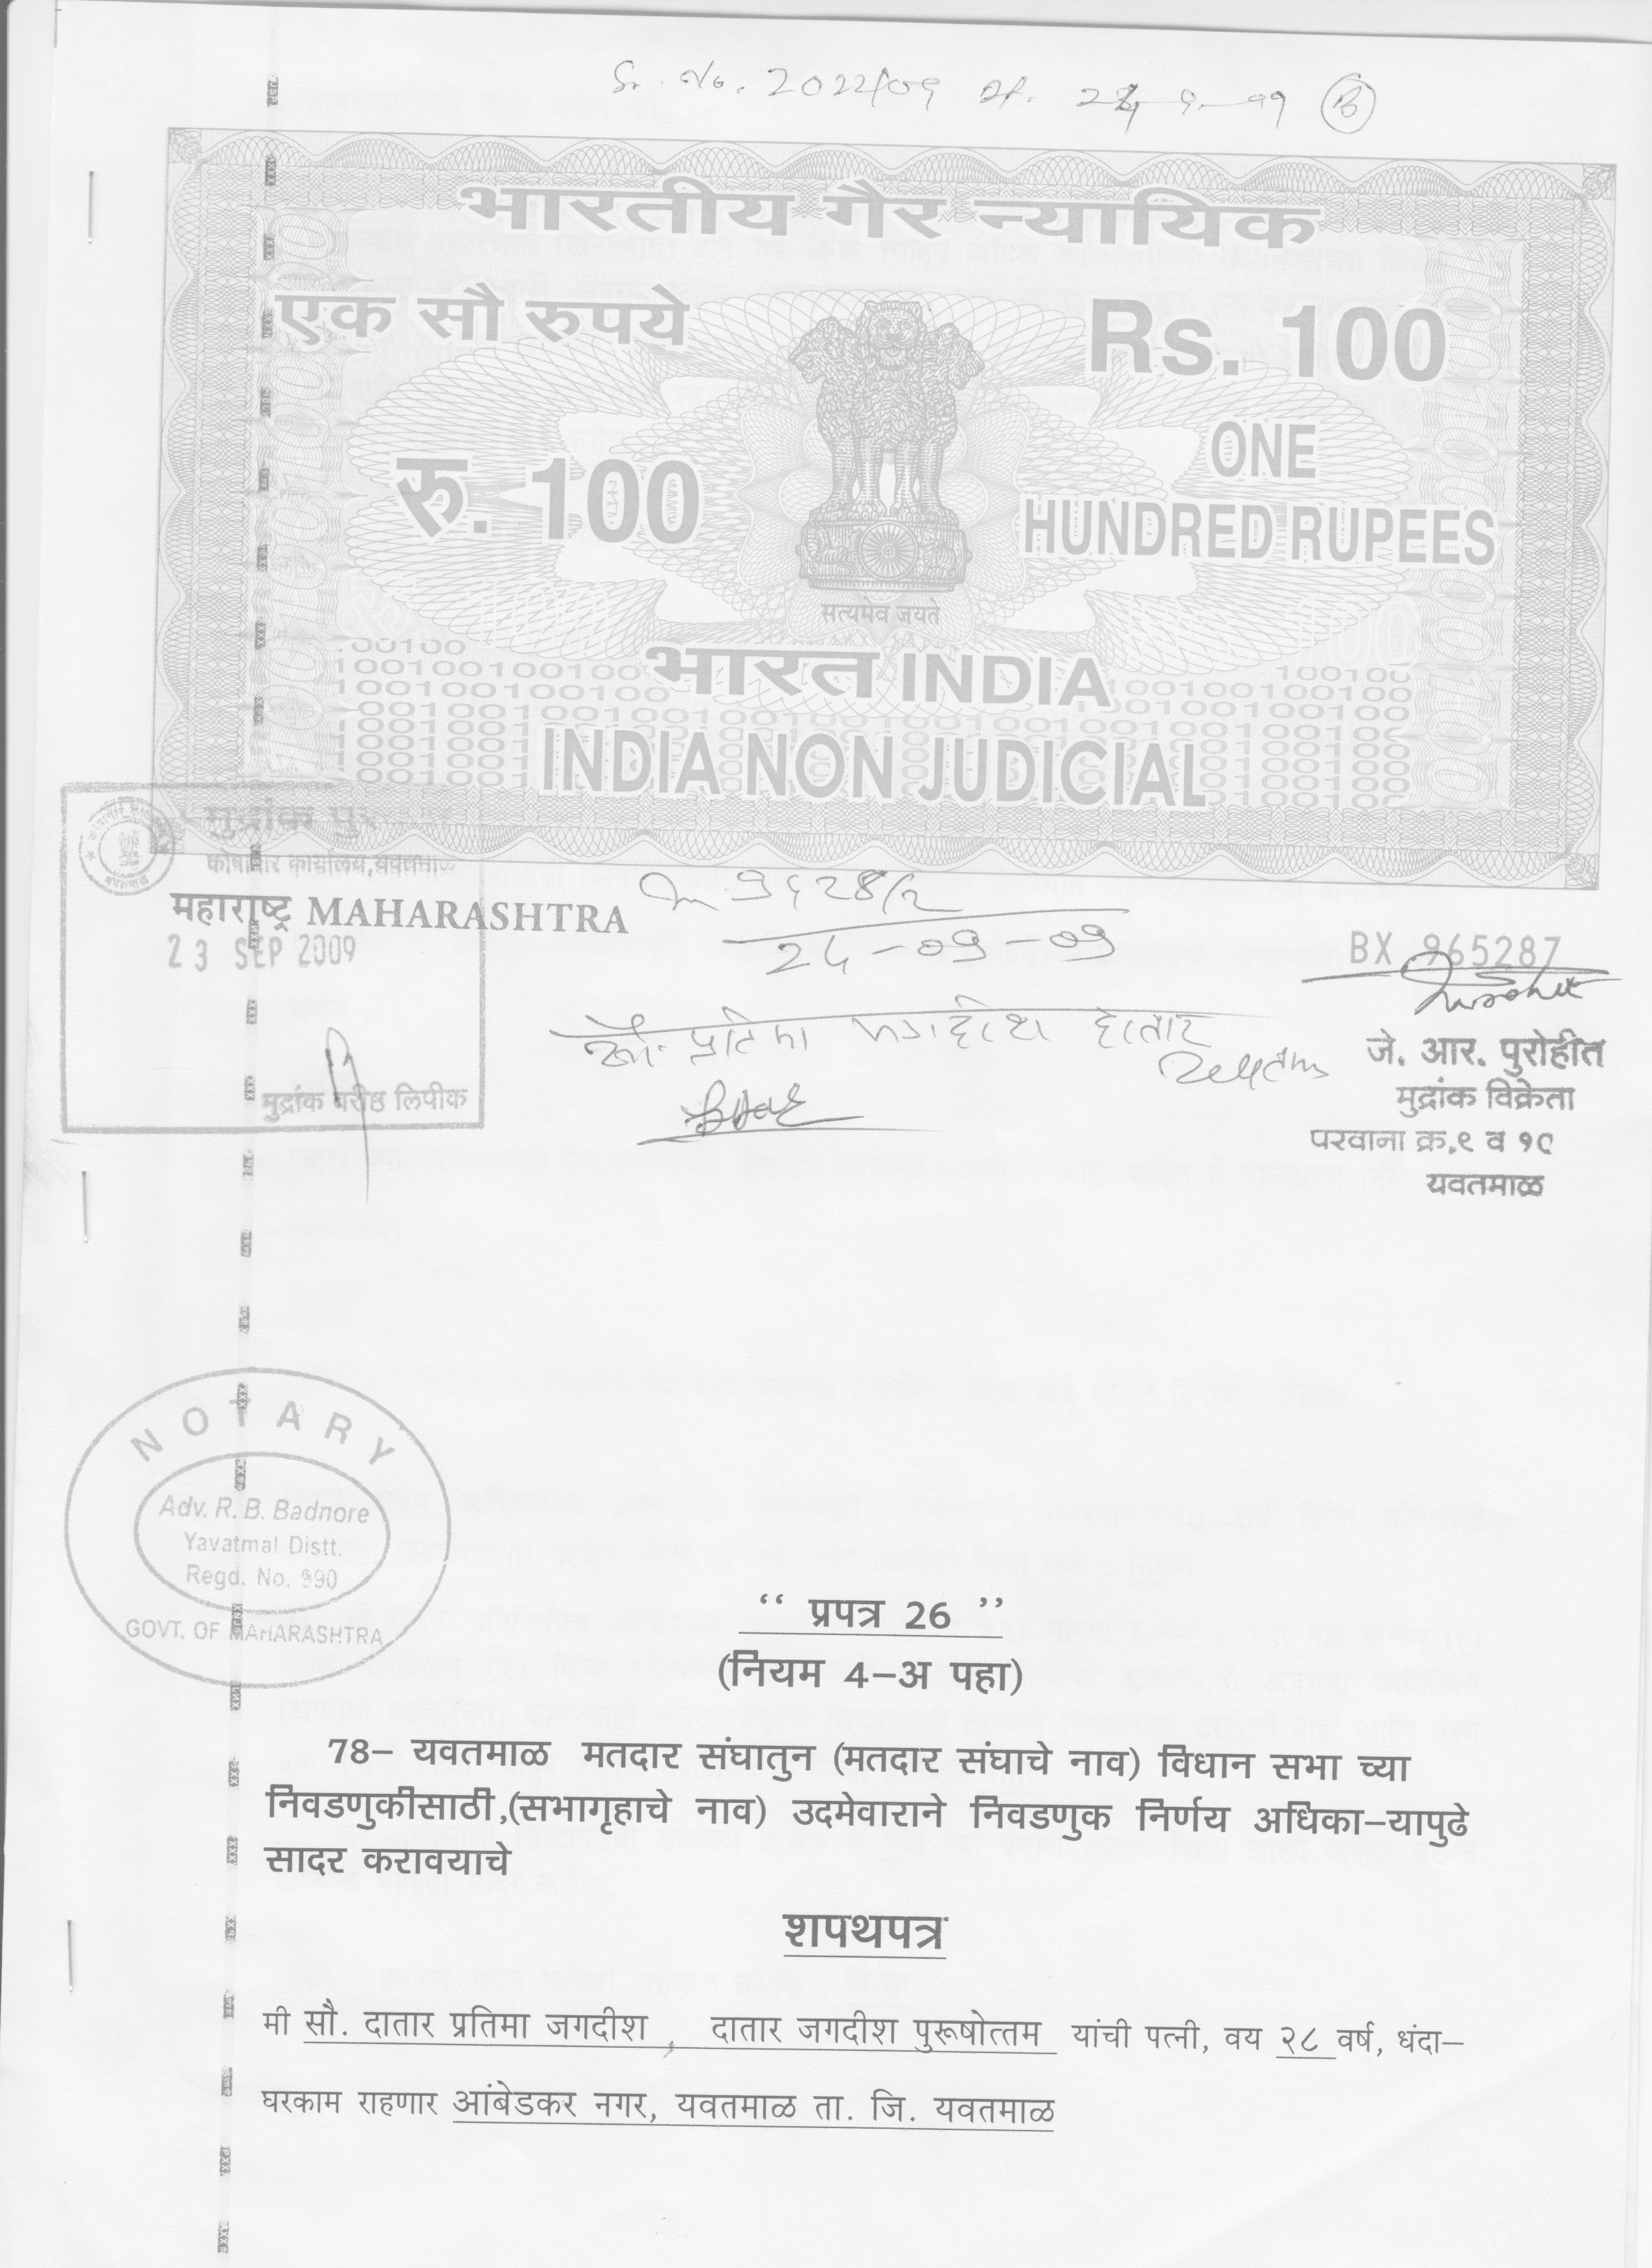 Sr. No. 2022/09
भारतीय गैर न्यायिक
एक सौ रुपये
Rs. 100
रु. 100
ONE
HUNDRED RUPEES
सत्यमेव जयते
भारत INDIA
INDIA NON JUDICIAL
कोषागार कार्यालय, यवतमाळ
महाराष्ट्र MAHARASHTRA
23 SEP 2009
24-09-09
BX 965287
सौ. प्रतिमा जगदीश दातार
जे. आर. पुरोहीत
मुद्रांक विक्रेता
परवाना क्र.९ व १९
यवतमाळ
मुद्रांक वरीष्ठ लिपीक
NOTARY
Adv. R. B. Badnore
Yavatmal Distt.
Regd. No. 990
GOVT. OF MAHARASHTRA
‘‘ प्रपत्र 26 ’’
(नियम 4–अ पहा)
78– यवतमाळ मतदार संघातुन (मतदार संघाचे नाव) विधान सभा च्या
निवडणुकीसाठी,(सभागृहाचे नाव) उदमेवाराने निवडणुक निर्णय अधिका–यापुढे
सादर करावयाचे
शपथपत्र
मी सौ. दातार प्रतिमा जगदीश , दातार जगदीश पुरूषोत्तम यांची पत्नी, वय २८ वर्ष, धंदा–
घरकाम राहणार आंबेडकर नगर, यवतमाळ ता. जि. यवतमाळ